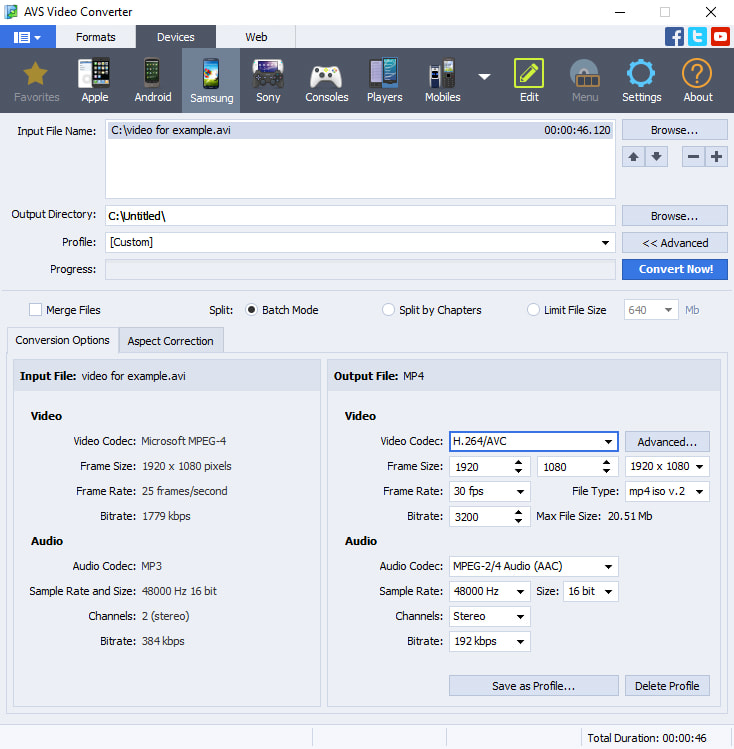 AVS Video Converter
Formats Devices Web
Favorites Apple Android Samsung Sony Consoles Players Mobiles Edit Menu Settings About
Input File Name: C:\video for example.avi 00:00:46.120 Browse...
Output Directory: C:\Untitled\ Browse...
Profile: [Custom] << Advanced
Progress: Convert Now!
Merge Files Split: Batch Mode Split by Chapters Limit File Size 640 Mb
Conversion Options Aspect Correction
Input File: video for example.avi
Video
Video Codec: Microsoft MPEG-4
Frame Size: 1920 x 1080 pixels
Frame Rate: 25 frames/second
Bitrate: 1779 kbps
Audio
Audio Codec: MP3
Sample Rate and Size: 48000 Hz 16 bit
Channels: 2 (stereo)
Bitrate: 384 kbps
Output File: MP4
Video
Video Codec: H.264/AVC Advanced...
Frame Size: 1920 1080 1920 x 1080
Frame Rate: 30 fps File Type: mp4 iso v.2
Bitrate: 3200 Max File Size: 20.51 Mb
Audio
Audio Codec: MPEG-2/4 Audio (AAC)
Sample Rate: 48000 Hz Size: 16 bit
Channels: Stereo
Bitrate: 192 kbps
Save as Profile... Delete Profile
Total Duration: 00:00:46